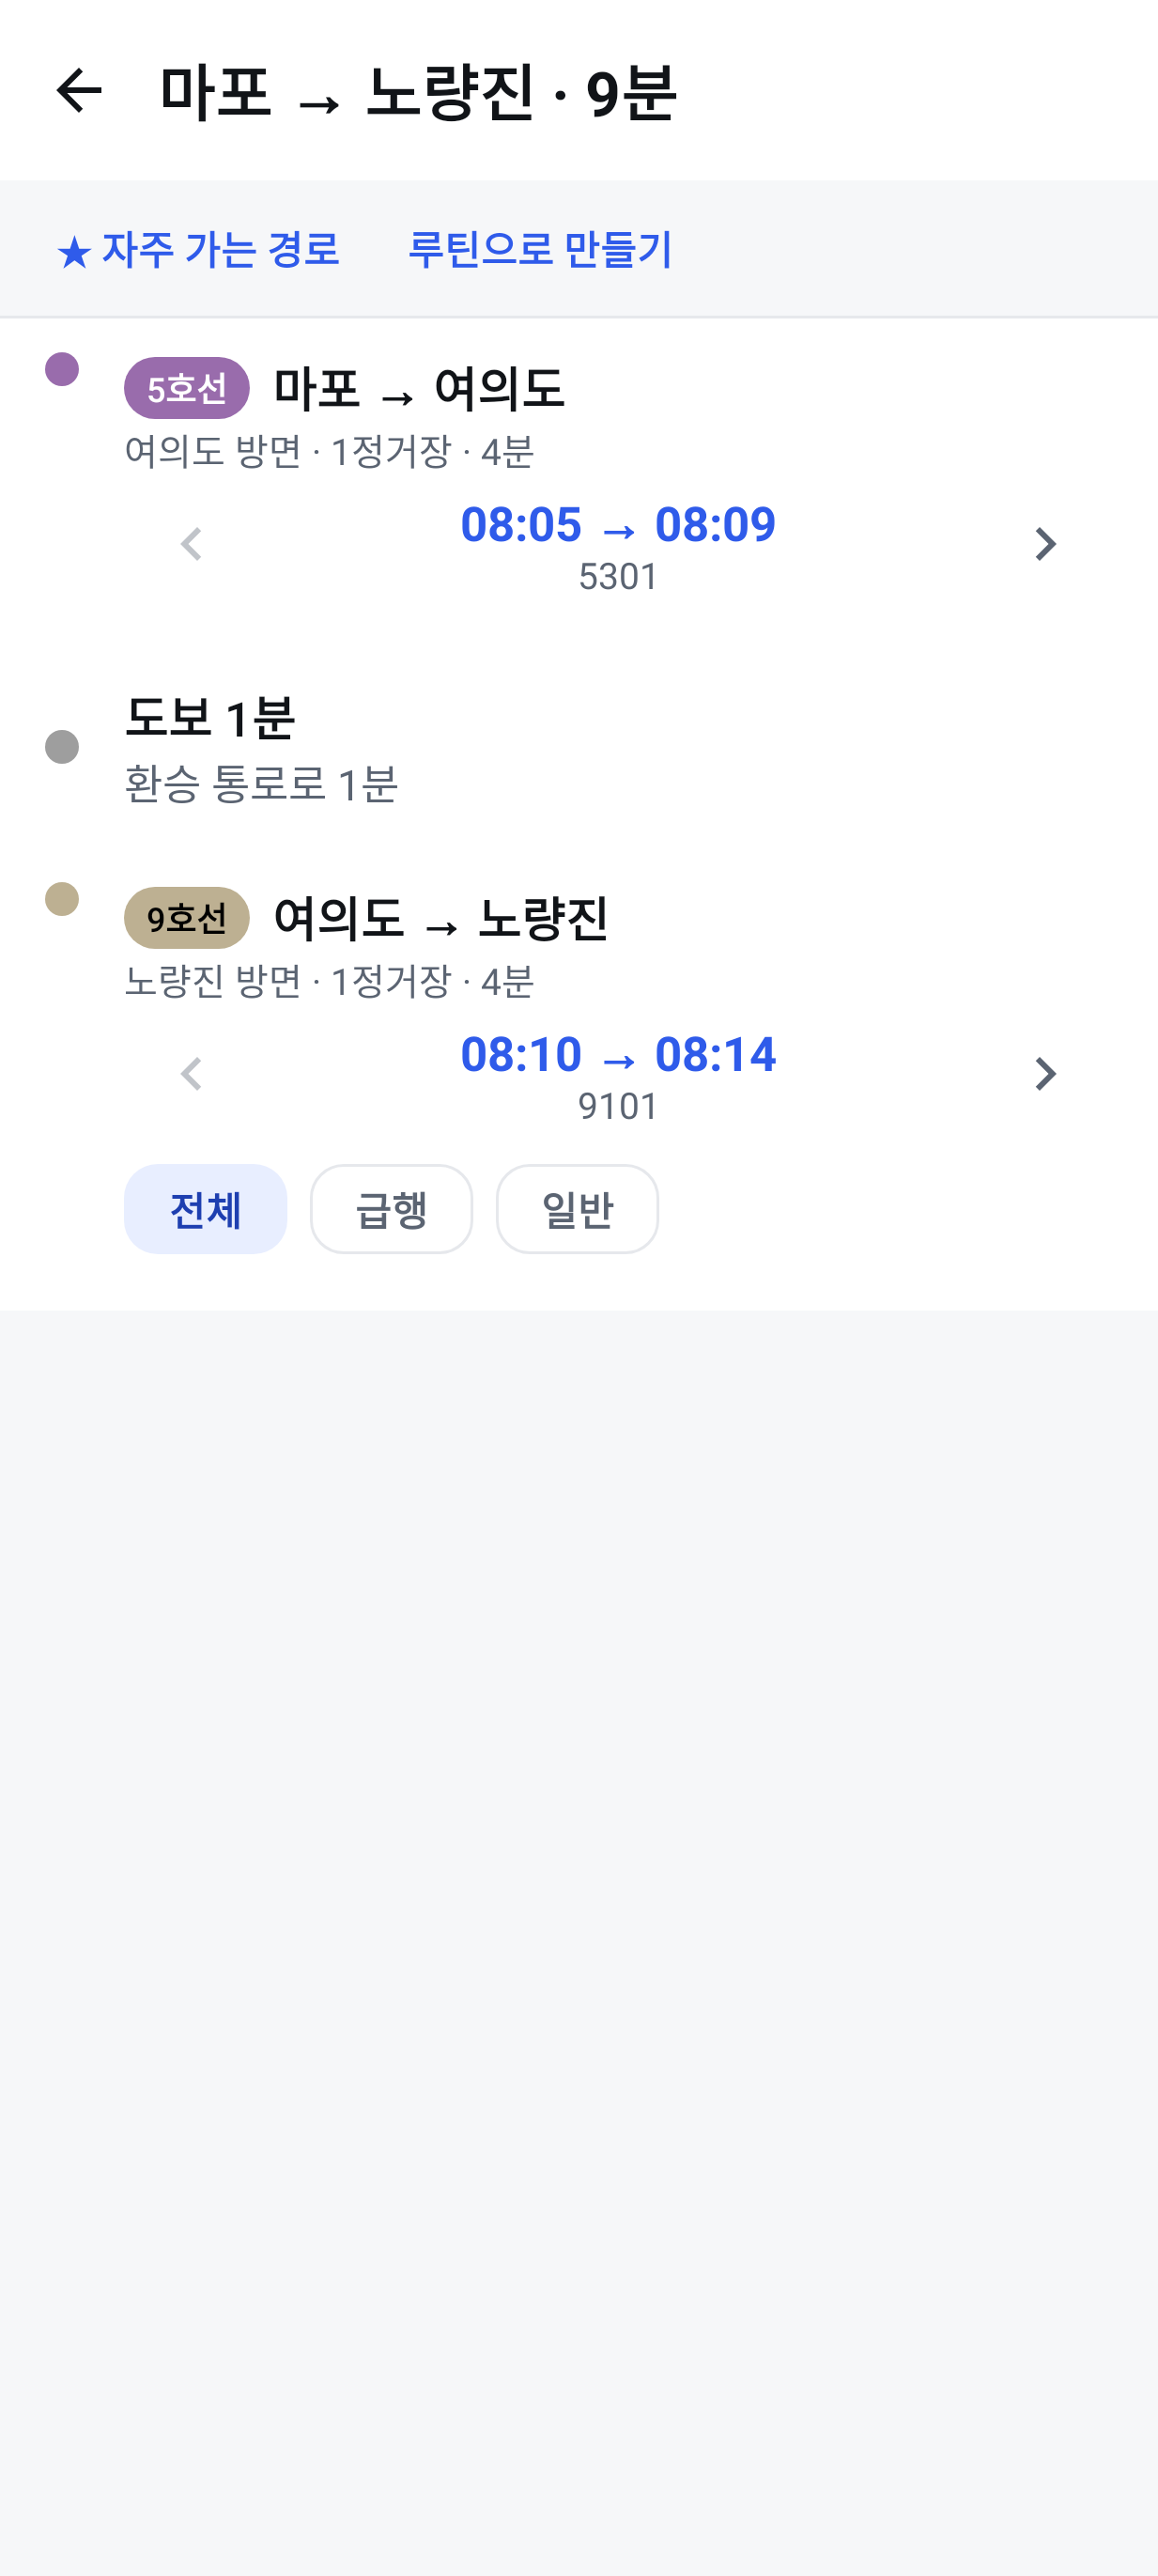 마포 → 노량진 · 9분
★ 자주 가는 경로 루틴으로 만들기
5호선 마포 → 여의도
여의도 방면 · 1정거장 · 4분
08:05 → 08:09
5301
도보 1분
환승 통로로 1분
9호선 여의도 → 노량진
노량진 방면 · 1정거장 · 4분
08:10 → 08:14
9101
전체 급행 일반